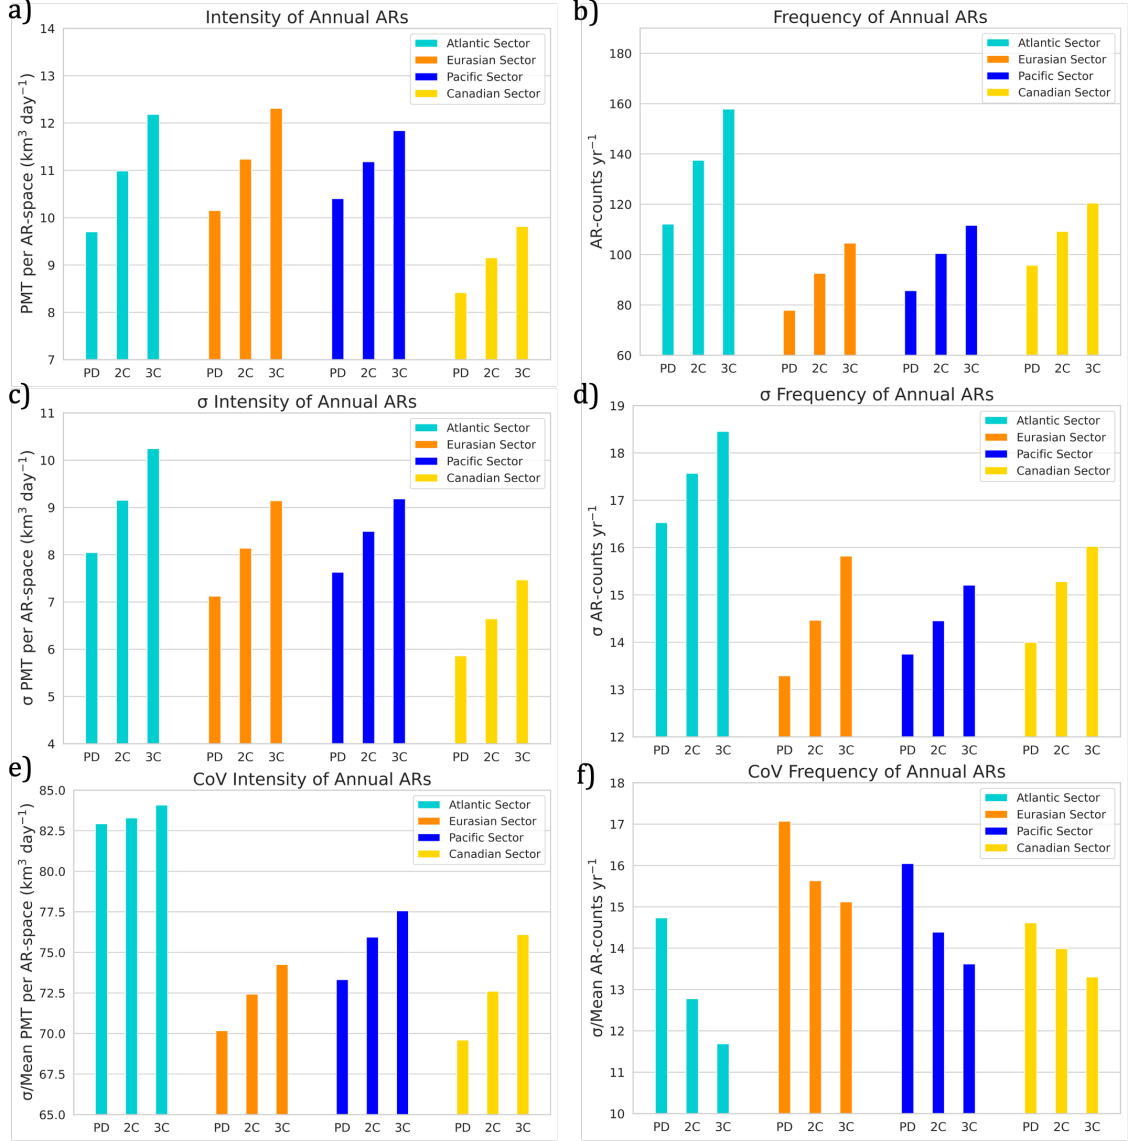 a)
Intensity of Annual ARs
PMT per AR-space (km³ day⁻¹)
14
13
12
11
10
9
8
7
Atlantic Sector
Eurasian Sector
Pacific Sector
Canadian Sector
PD 2C 3C PD 2C 3C PD 2C 3C PD 2C 3C
b)
Frequency of Annual ARs
AR-counts yr⁻¹
180
160
140
120
100
80
60
Atlantic Sector
Eurasian Sector
Pacific Sector
Canadian Sector
PD 2C 3C PD 2C 3C PD 2C 3C PD 2C 3C
c)
σ Intensity of Annual ARs
σ PMT per AR-space (km³ day⁻¹)
11
10
9
8
7
6
5
4
Atlantic Sector
Eurasian Sector
Pacific Sector
Canadian Sector
PD 2C 3C PD 2C 3C PD 2C 3C PD 2C 3C
d)
σ Frequency of Annual ARs
σ AR-counts yr⁻¹
19
18
17
16
15
14
13
12
Atlantic Sector
Eurasian Sector
Pacific Sector
Canadian Sector
PD 2C 3C PD 2C 3C PD 2C 3C PD 2C 3C
e)
CoV Intensity of Annual ARs
σ/Mean PMT per AR-space (km³ day⁻¹)
85.0
82.5
80.0
77.5
75.0
72.5
70.0
67.5
65.0
Atlantic Sector
Eurasian Sector
Pacific Sector
Canadian Sector
PD 2C 3C PD 2C 3C PD 2C 3C PD 2C 3C
f)
CoV Frequency of Annual ARs
σ/Mean AR-counts yr⁻¹
18
17
16
15
14
13
12
11
10
Atlantic Sector
Eurasian Sector
Pacific Sector
Canadian Sector
PD 2C 3C PD 2C 3C PD 2C 3C PD 2C 3C